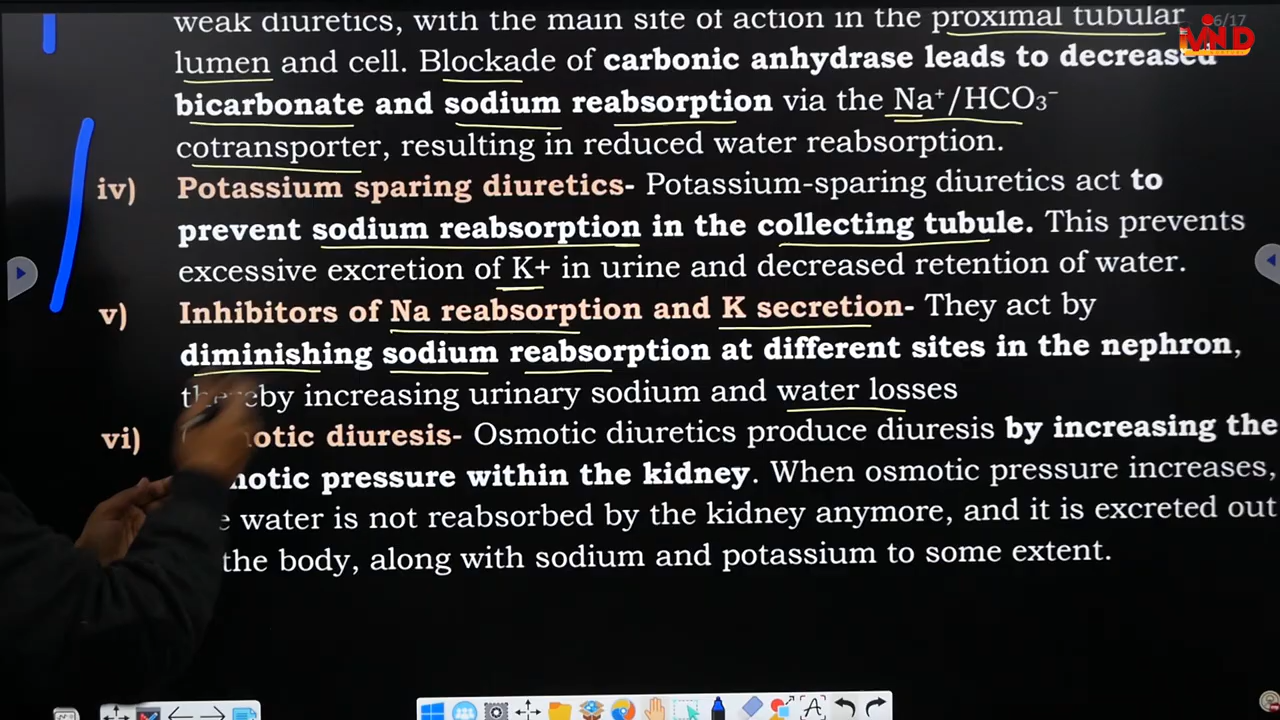 weak diuretics, with the main site of action in the proximal tubular
6/17
MND
lumen and cell. Blockade of carbonic anhydrase leads to decreased
bicarbonate and sodium reabsorption via the Na⁺/HCO₃⁻
cotransporter, resulting in reduced water reabsorption.
iv) Potassium sparing diuretics- Potassium-sparing diuretics act to
prevent sodium reabsorption in the collecting tubule. This prevents
excessive excretion of K+ in urine and decreased retention of water.
v) Inhibitors of Na reabsorption and K secretion- They act by
diminishing sodium reabsorption at different sites in the nephron,
thereby increasing urinary sodium and water losses
vi) diuresis- Osmotic diuretics produce diuresis by increasing the
pressure within the kidney. When osmotic pressure increases,
water is not reabsorbed by the kidney anymore, and it is excreted out
the body, along with sodium and potassium to some extent.